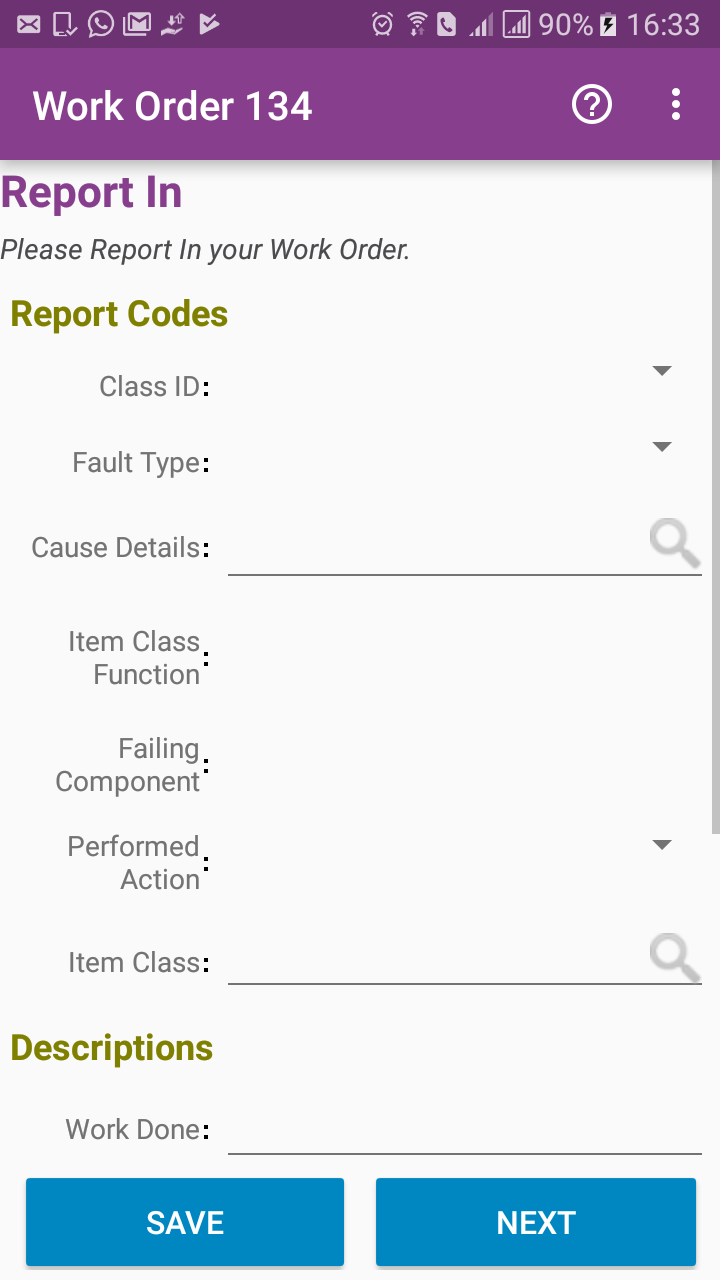 90% 16:33
Work Order 134
Report In
Please Report In your Work Order.
Report Codes
Class ID:
Fault Type:
Cause Details:
Item Class
Function:
Failing
Component:
Performed
Action:
Item Class:
Descriptions
Work Done:
SAVE NEXT